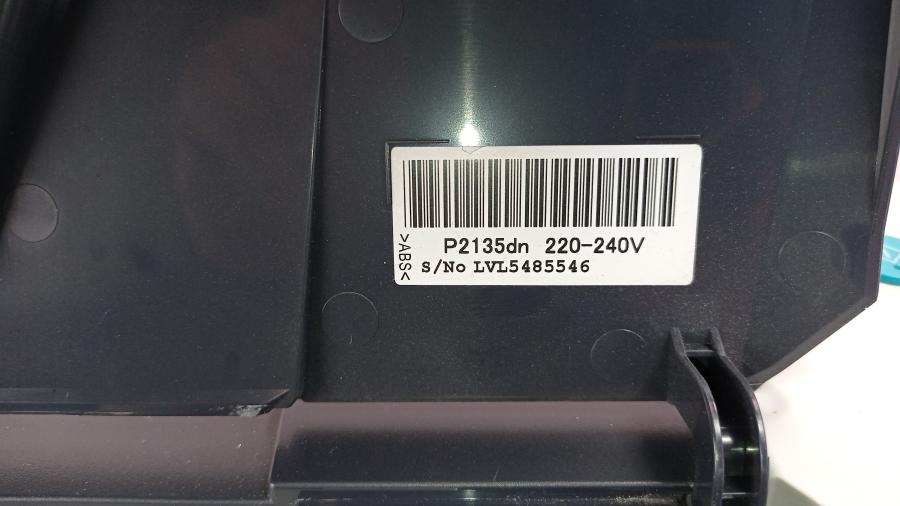 P2135dn 220-240V
S/No LVL5485546
>ABS<